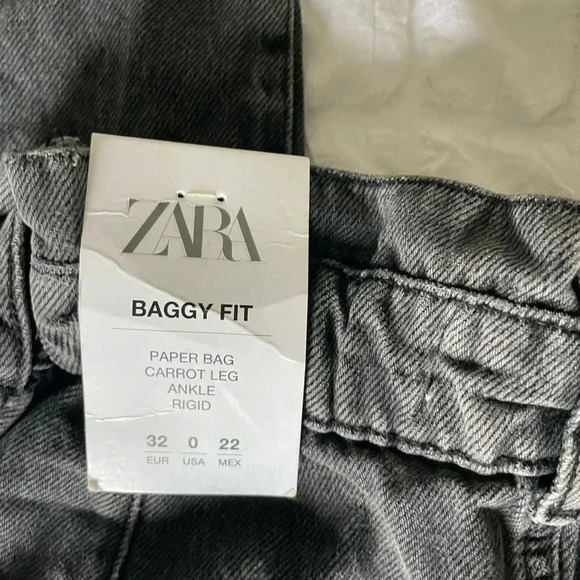 ZARA
BAGGY FIT
PAPER BAG
CARROT LEG
ANKLE
RIGID
32 0 22
EUR USA MEX